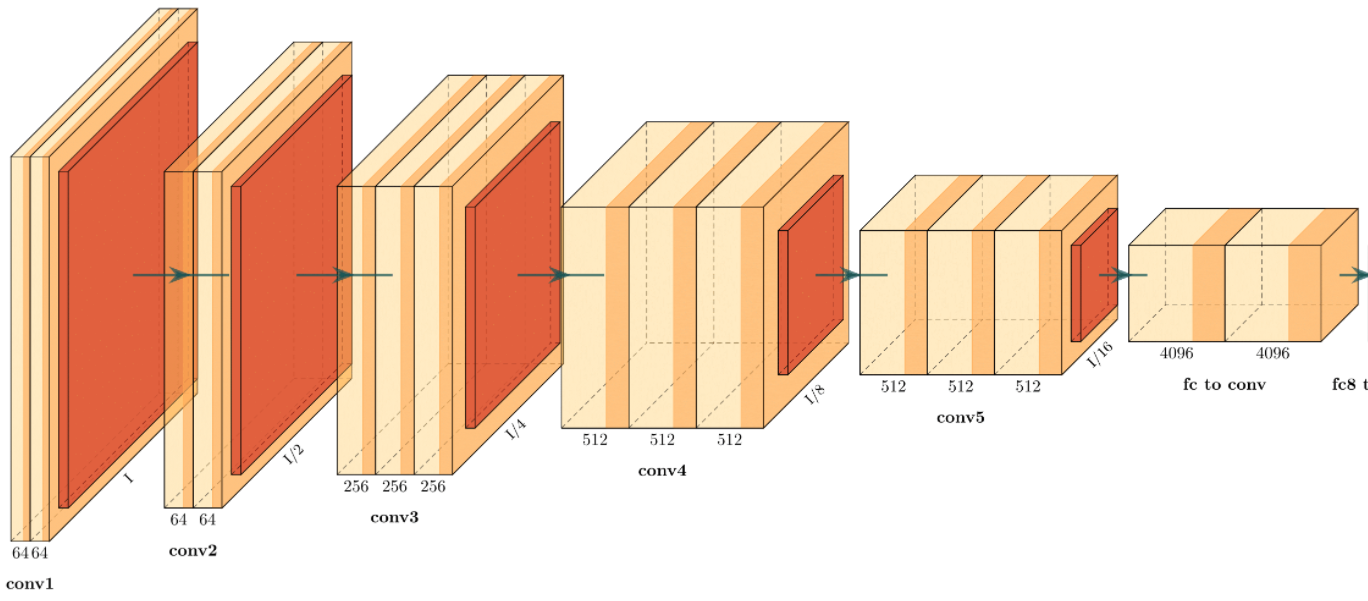 64 64
conv1
I
64 64
conv2
I/2
256 256 256
conv3
I/4
512 512 512
conv4
I/8
512 512 512
conv5
I/16
4096 4096
fc to conv
fc8 t